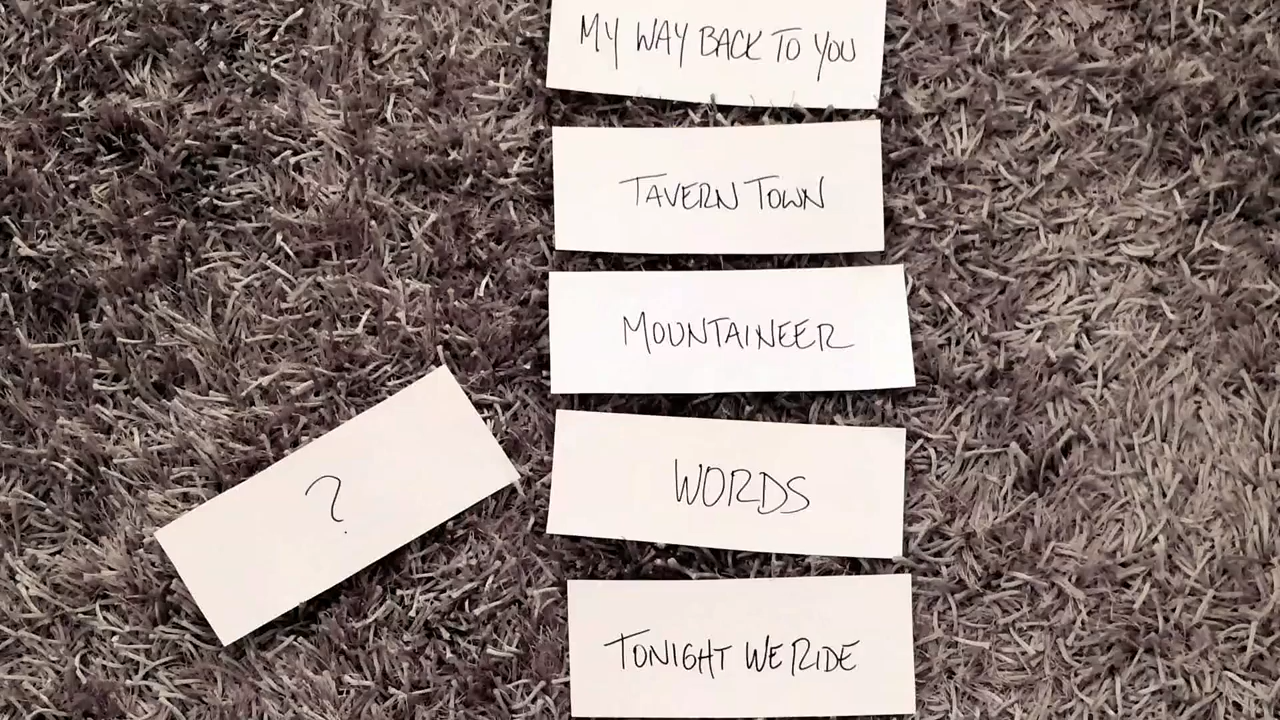 MY WAY BACK TO YOU
TAVERN TOWN
MOUNTAINEER
WORDS
?
TONIGHT WE RIDE